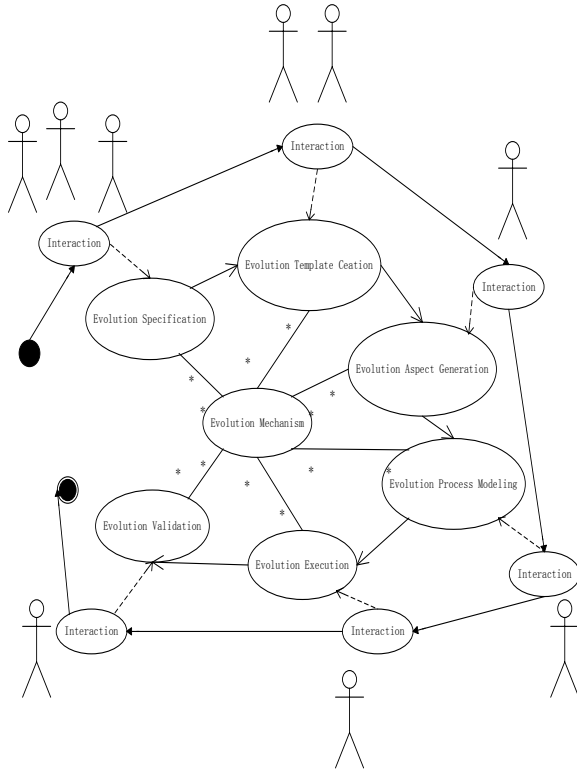 Interaction
Interaction
Evolution Template Ceation
Interaction
Evolution Specification
*
*
Evolution Aspect Generation
*
*
*
*
Evolution Mechanism
*
*
*
*
Evolution Process Modeling
*
*
Evolution Validation
Evolution Execution
Interaction
Interaction
Interaction